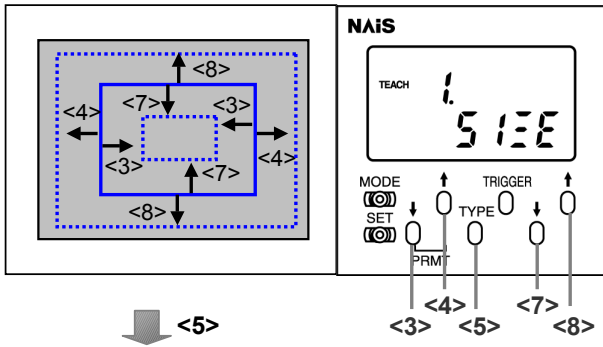 <8>
<4>
<7>
<3>
<3>
<4>
<7>
<8>
NAiS
TEACH
1.
SIZE
MODE
TRIGGER
SET
TYPE
PRMT
<4>
<7>
<3>
<5>
<8>
<5>